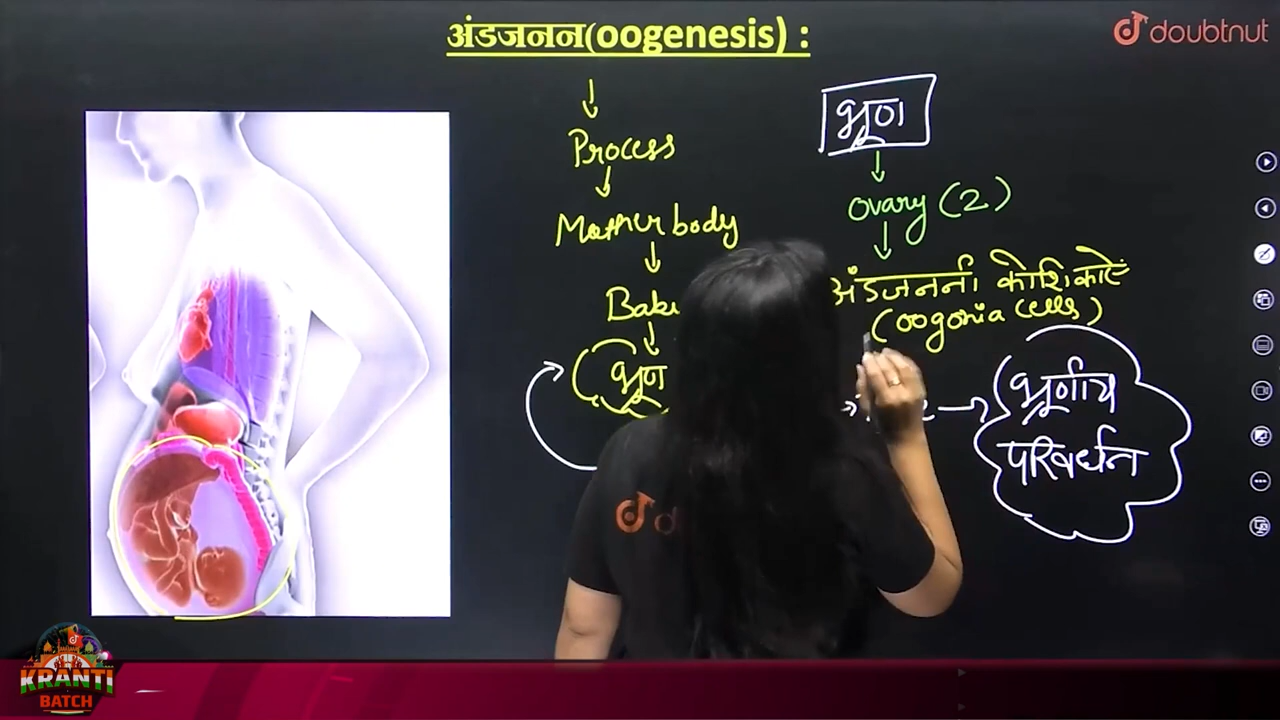 अंडजनन(oogenesis) :
doubtnut
Process
Mother body
भ्रूण
भ्रूण
Ovary (2)
अंडजननी कोशिकाएँ
(oogonia cells)
भ्रूणीय
परिवर्धन
KRANTI
BATCH